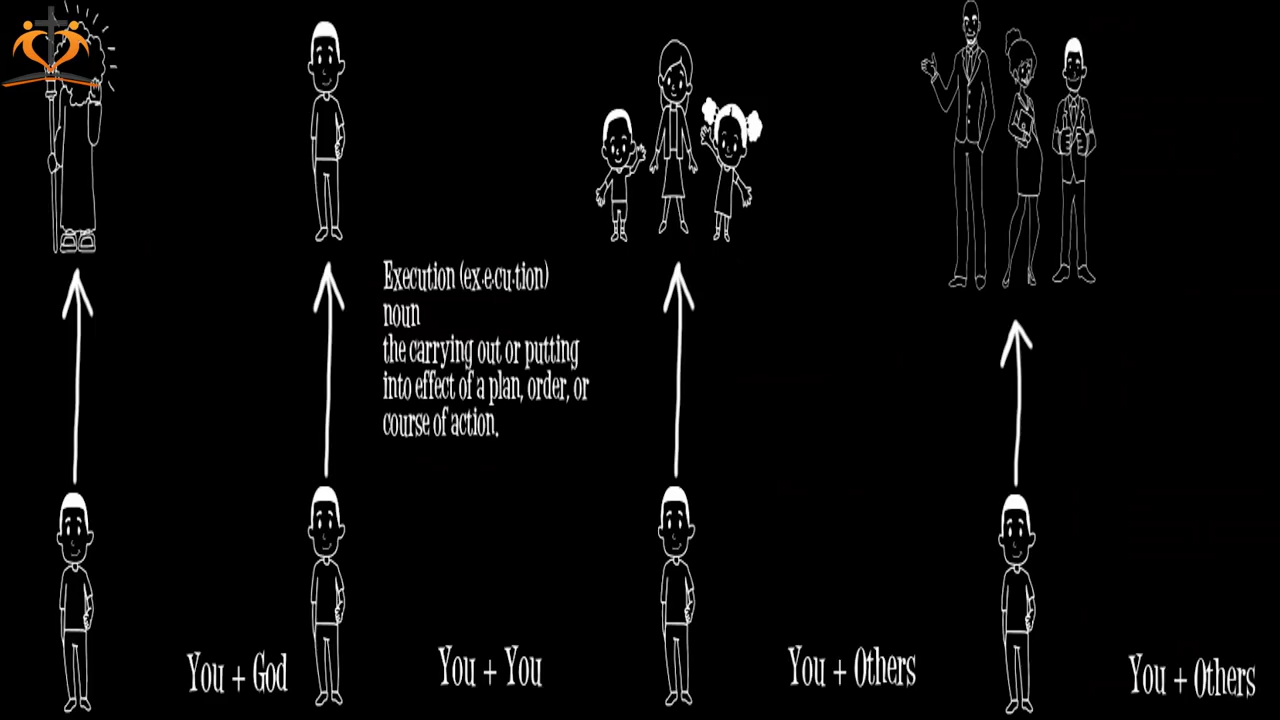 Execution (ex·e·cu·tion)
noun
the carrying out or putting
into effect of a plan, order, or
course of action.
You + God
You + You
You + Others
You + Others